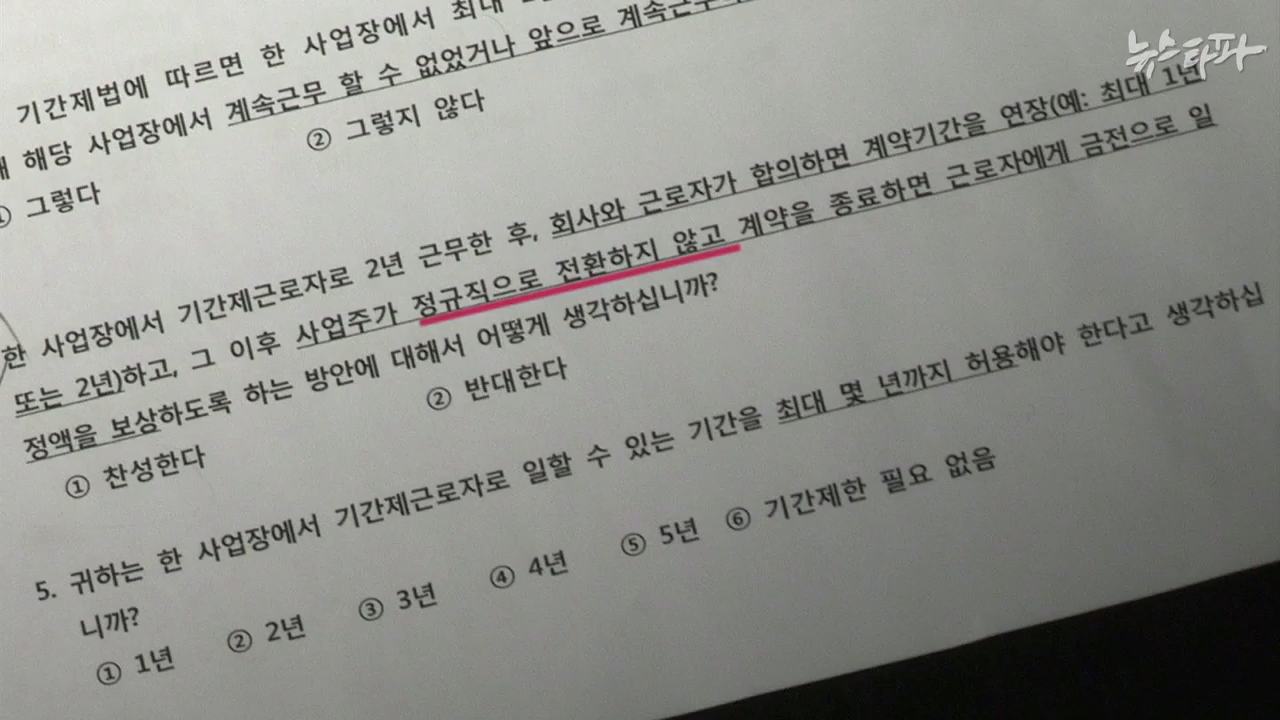 뉴스타파
기간제법에 따르면 한 사업장에서 최대
해당 사업장에서 계속근무 할 수 없었거나 앞으로 계속근무
① 그렇다 ② 그렇지 않다
한 사업장에서 기간제근로자로 2년 근무한 후, 회사와 근로자가 합의하면 계약기간을 연장(예: 최대 1년
또는 2년)하고, 그 이후 사업주가 정규직으로 전환하지 않고 계약을 종료하면 근로자에게 금전으로 일
정액을 보상하도록 하는 방안에 대해서 어떻게 생각하십니까?
① 찬성한다 ② 반대한다
5. 귀하는 한 사업장에서 기간제근로자로 일할 수 있는 기간을 최대 몇 년까지 허용해야 한다고 생각하십
니까?
① 1년 ② 2년 ③ 3년 ④ 4년 ⑤ 5년 ⑥ 기간제한 필요 없음